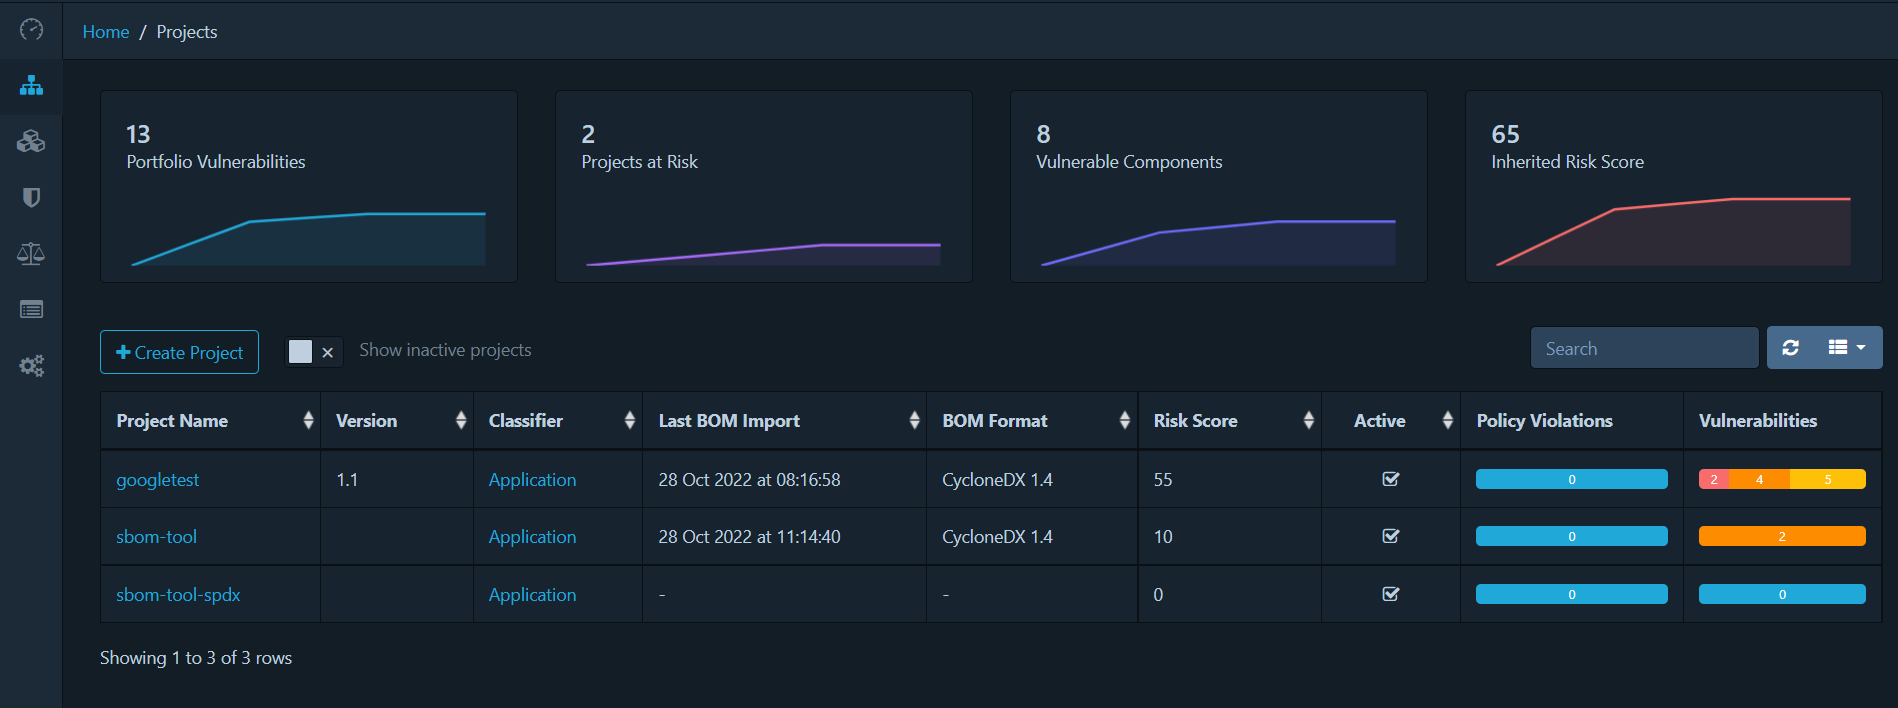 Home / Projects
13
Portfolio Vulnerabilities
2
Projects at Risk
8
Vulnerable Components
65
Inherited Risk Score
Create Project
Show inactive projects
Search
Project Name Version Classifier Last BOM Import BOM Format Risk Score Active Policy Violations Vulnerabilities
googletest 1.1 Application 28 Oct 2022 at 08:16:58 CycloneDX 1.4 55 0 2 4 5
sbom-tool Application 28 Oct 2022 at 11:14:40 CycloneDX 1.4 10 0 2
sbom-tool-spdx Application - - 0 0 0
Showing 1 to 3 of 3 rows